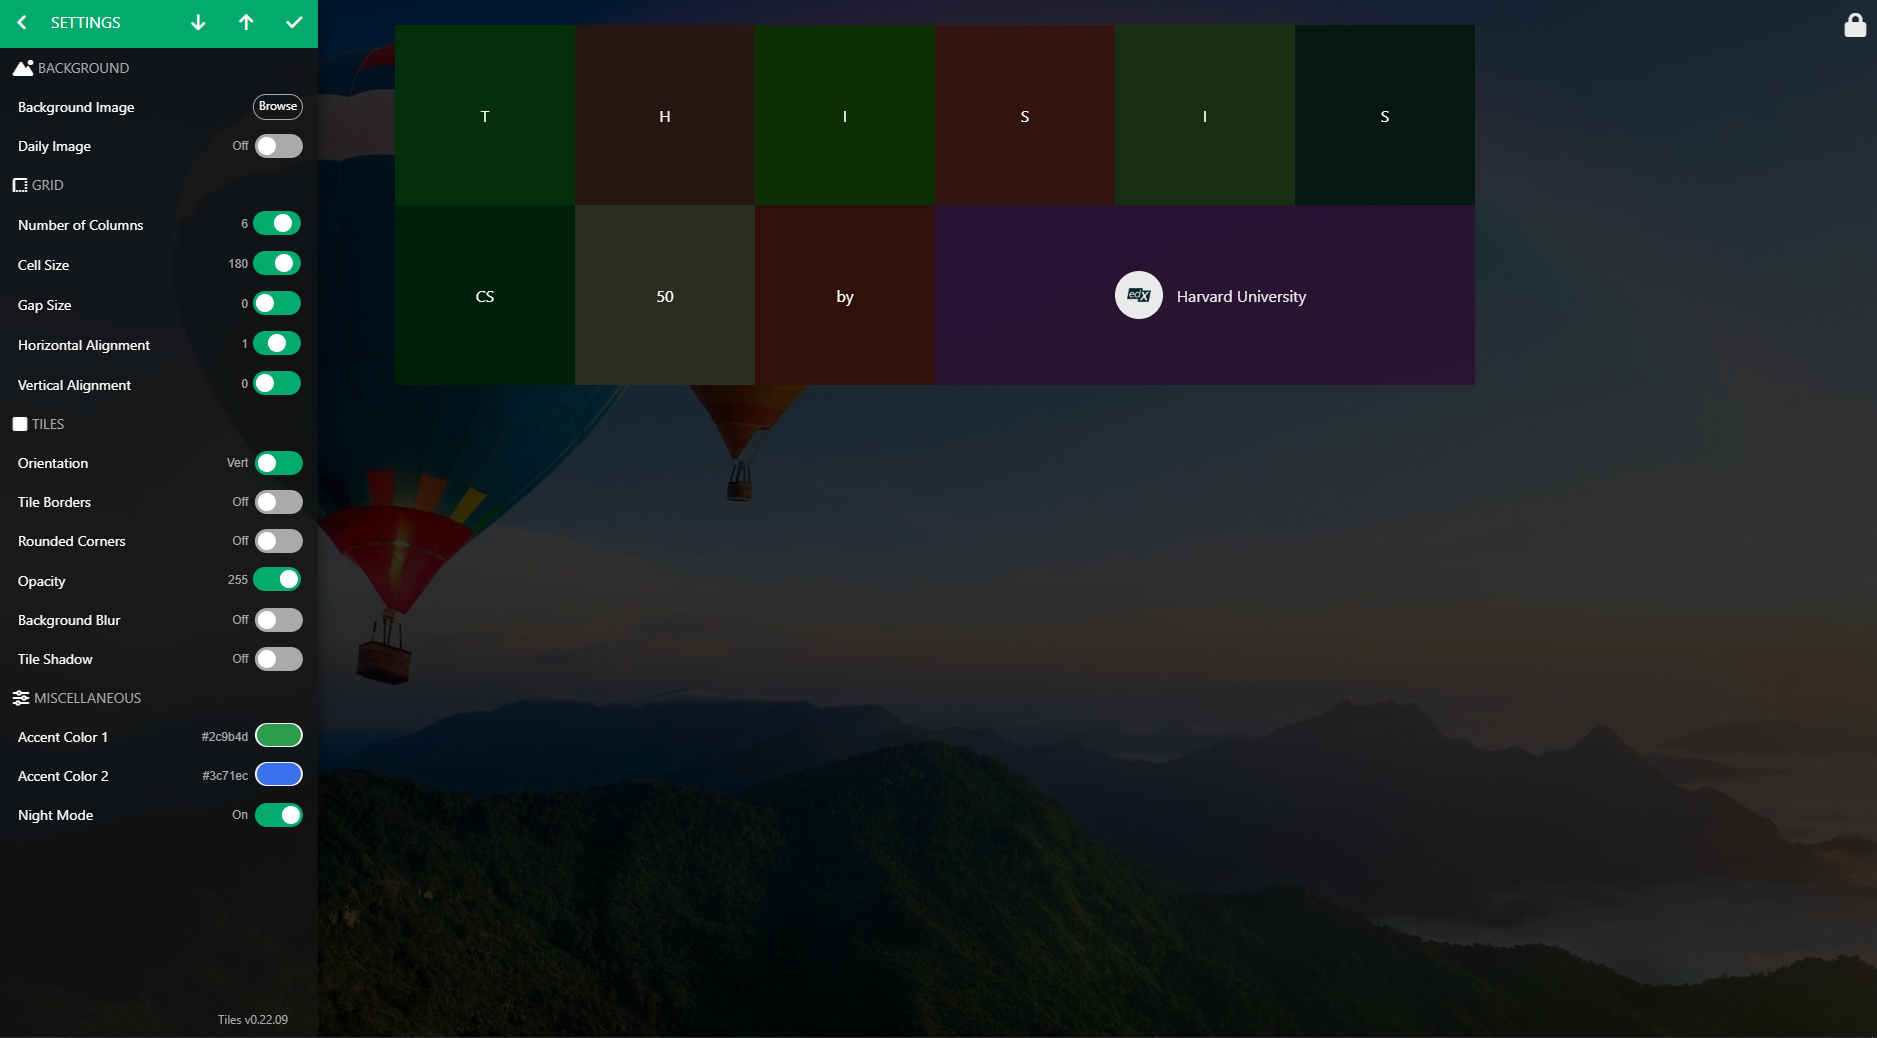 SETTINGS
BACKGROUND
Background Image Browse
Daily Image Off
GRID
Number of Columns 6
Cell Size 180
Gap Size 0
Horizontal Alignment 1
Vertical Alignment 0
TILES
Orientation Vert
Tile Borders Off
Rounded Corners Off
Opacity 255
Background Blur Off
Tile Shadow Off
MISCELLANEOUS
Accent Color 1 #2c9b4d
Accent Color 2 #3c71ec
Night Mode On
Tiles v0.22.09
T H I S I S
CS 50 by edX Harvard University